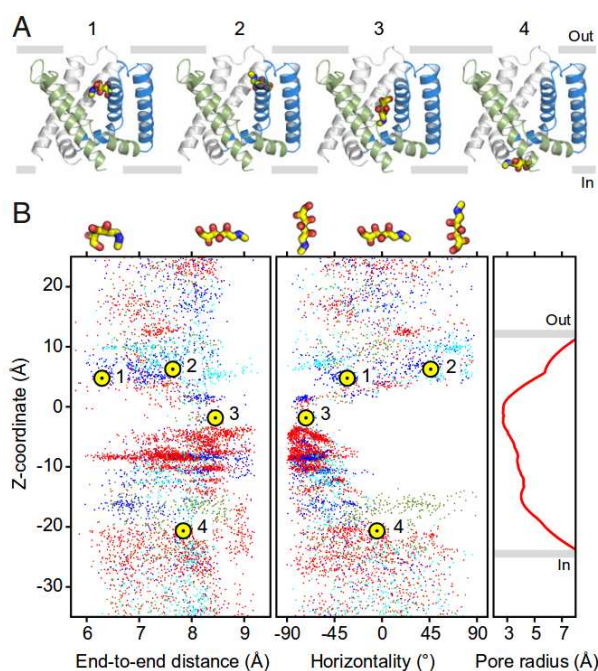 A
1 2 3 4 Out
In
B
Z-coordinate (Å)
20
10
0
-10
-20
-30
1
2
3
4
1
2
3
4
Out
In
6 7 8 9 -90 -45 0 45 90 3 5 7
End-to-end distance (Å) Horizontality (°) Pore radius (Å)